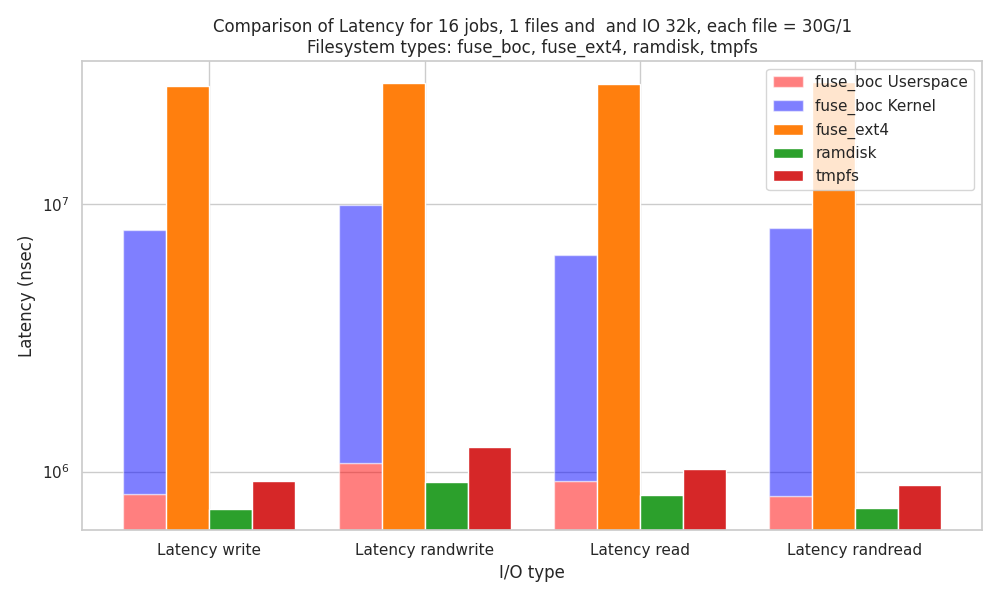 Comparison of Latency for 16 jobs, 1 files and  and IO 32k, each file = 30G/1
Filesystem types: fuse_boc, fuse_ext4, ramdisk, tmpfs
fuse_boc Userspace
fuse_boc Kernel
fuse_ext4
ramdisk
tmpfs
Latency (nsec)
10^7
10^6
Latency write
Latency randwrite
Latency read
Latency randread
I/O type